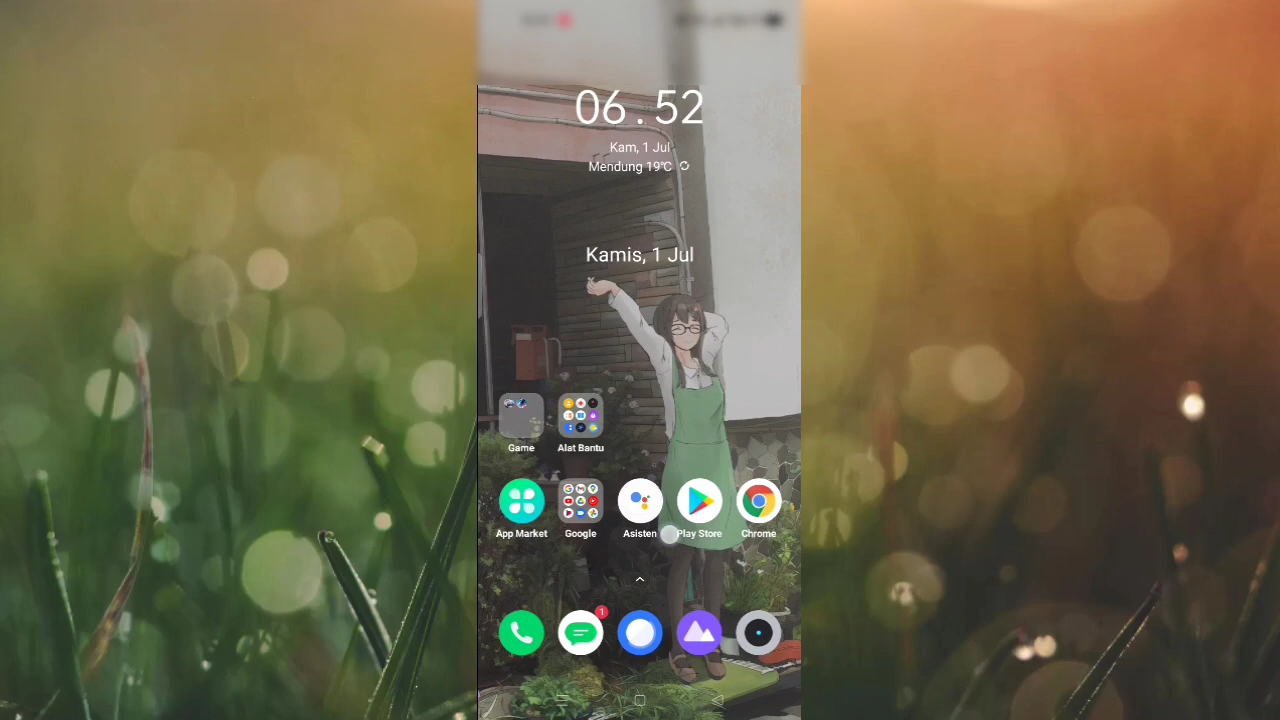 06.52
Kam, 1 Jul
Mendung 19℃
Kamis, 1 Jul
Game
Alat Bantu
App Market
Google
Asisten
Play Store
Chrome
1